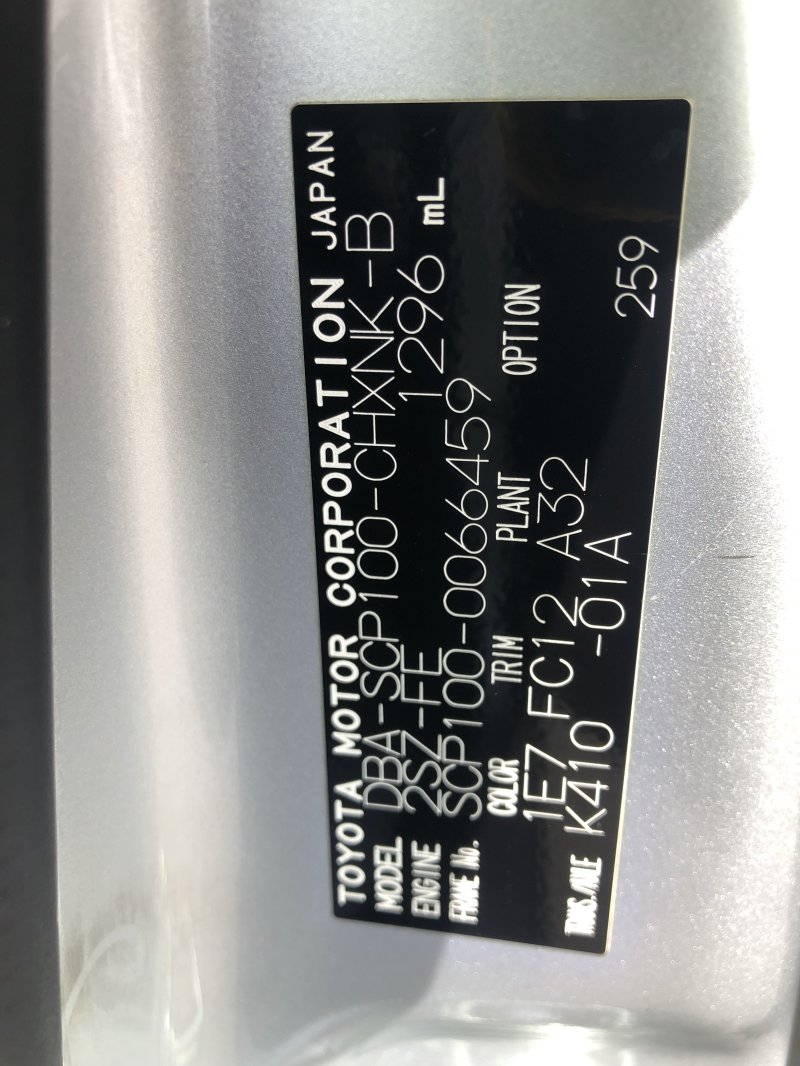 TOYOTA MOTOR CORPORATION JAPAN
MODEL DBA-SCP100-CHXNK-B
ENGINE 2SZ-FE 1296 mL
FRAME No. SCP100-0066459
COLOR TRIM PLANT OPTION
1E7 FC12 A32
TRANS./AXLE K410 -01A 259